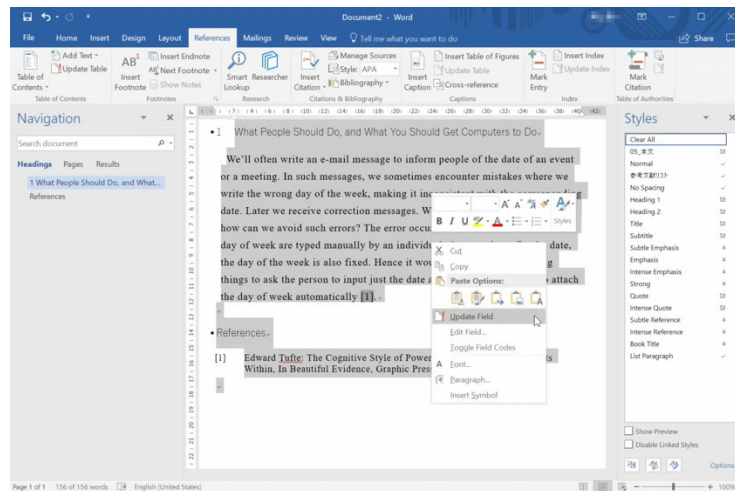 Document2 - Word
File Home Insert Design Layout References Mailings Review View Tell me what you want to do Share
Table of Contents
Add Text
Update Table
Table of Contents
AB1
Insert Footnote
Insert Endnote
Next Footnote
Show Notes
Footnotes
Smart Lookup
Researcher
Research
Insert Citation
Manage Sources
Style: APA
Bibliography
Citations & Bibliography
Insert Caption
Insert Table of Figures
Update Table
Cross-reference
Captions
Mark Entry
Insert Index
Update Index
Index
Mark Citation
Table of Authorities
Navigation
Search document
Headings Pages Results
1 What People Should Do, and What...
References
1 What People Should Do, and What You Should Get Computers to Do
We'll often write an e-mail message to inform people of the date of an event
or a meeting. In such messages, we sometimes encounter mistakes where we
write the wrong day of the week, making it
date. Later we receive correction messages. W
how can we avoid such errors? The error occu
day of week are typed manually by an individ date,
the day of the week is also fixed. Hence it wou g
things to ask the person to input just the date a attach
the day of week automatically [1].
References
[1] Edward Tufte: The Cognitive Style of Power ts
Within, In Beautiful Evidence, Graphic Pres
A A
B I U A Styles
Cut
Copy
Paste Options:
Update Field
Edit Field...
Toggle Field Codes
A Font...
Paragraph...
Insert Symbol
Styles
Clear All
05_本文
Normal
参考文献リスト
No Spacing
Heading 1
Heading 2
Title
Subtitle
Subtle Emphasis
Emphasis
Intense Emphasis
Strong
Quote
Intense Quote
Subtle Reference
Intense Reference
Book Title
List Paragraph
Show Preview
Disable Linked Styles
Options
Page 1 of 1 156 of 156 words English (United States) 100%